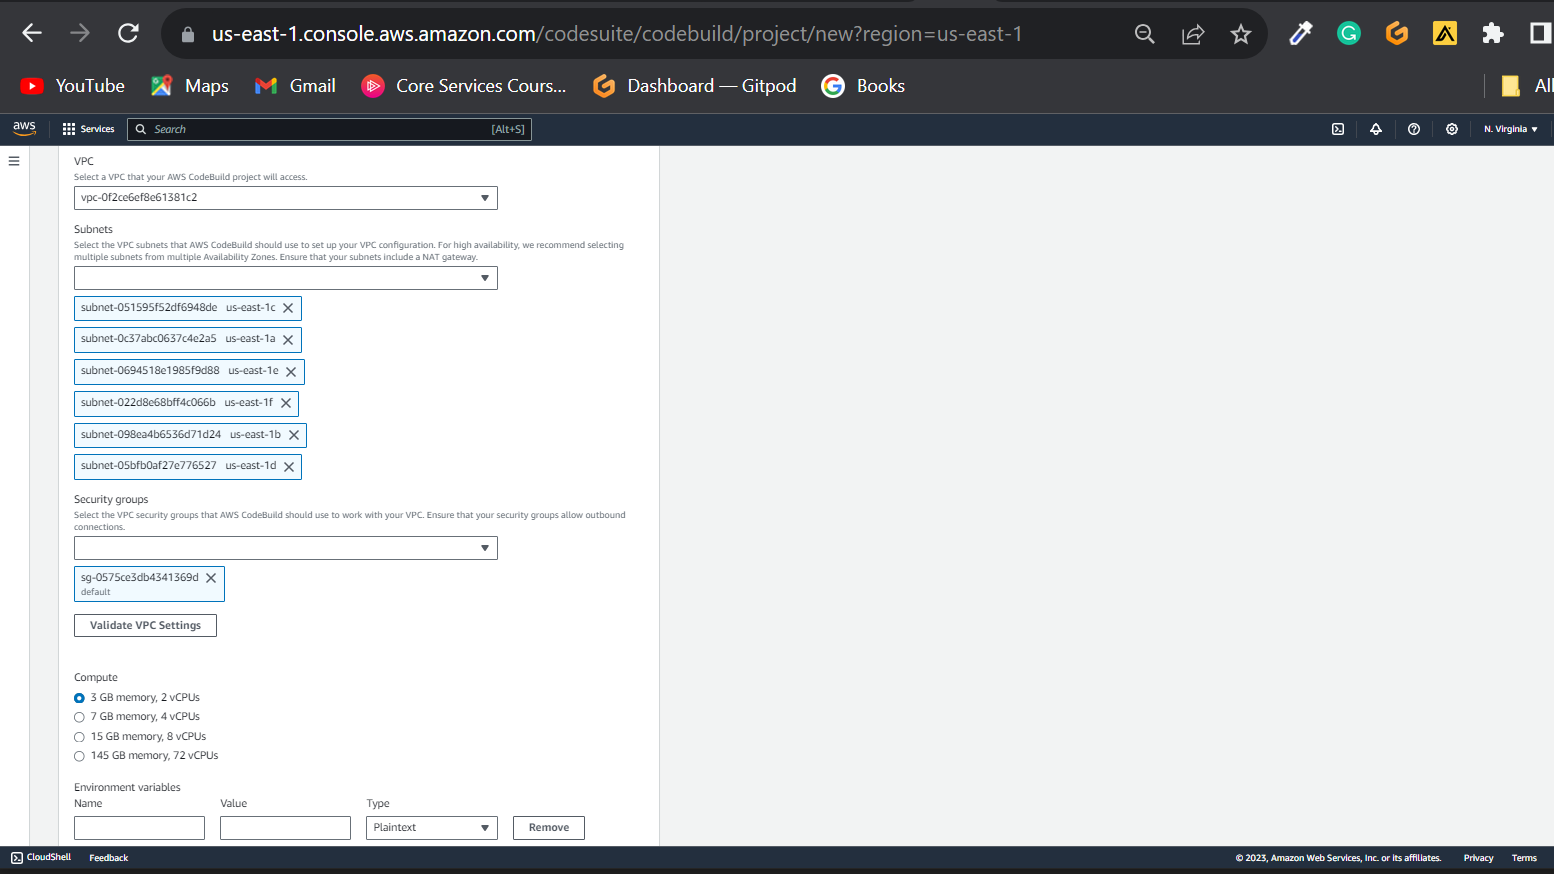 us-east-1.console.aws.amazon.com/codesuite/codebuild/project/new?region=us-east-1
YouTube Maps Gmail Core Services Cours... Dashboard — Gitpod Books All
aws Services Search [Alt+S] N. Virginia
VPC
Select a VPC that your AWS CodeBuild project will access.
vpc-0f2ce6ef8e61381c2
Subnets
Select the VPC subnets that AWS CodeBuild should use to set up your VPC configuration. For high availability, we recommend selecting
multiple subnets from multiple Availability Zones. Ensure that your subnets include a NAT gateway.
subnet-051595f52df6948de us-east-1c
subnet-0c37abc0637c4e2a5 us-east-1a
subnet-0694518e1985f9d88 us-east-1e
subnet-022d8e68bff4c066b us-east-1f
subnet-098ea4b6536d71d24 us-east-1b
subnet-05bfb0af27e776527 us-east-1d
Security groups
Select the VPC security groups that AWS CodeBuild should use to work with your VPC. Ensure that your security groups allow outbound
connections.
sg-0575ce3db4341369d
default
Validate VPC Settings
Compute
3 GB memory, 2 vCPUs
7 GB memory, 4 vCPUs
15 GB memory, 8 vCPUs
145 GB memory, 72 vCPUs
Environment variables
Name Value Type
Plaintext Remove
CloudShell Feedback © 2023, Amazon Web Services, Inc. or its affiliates. Privacy Terms